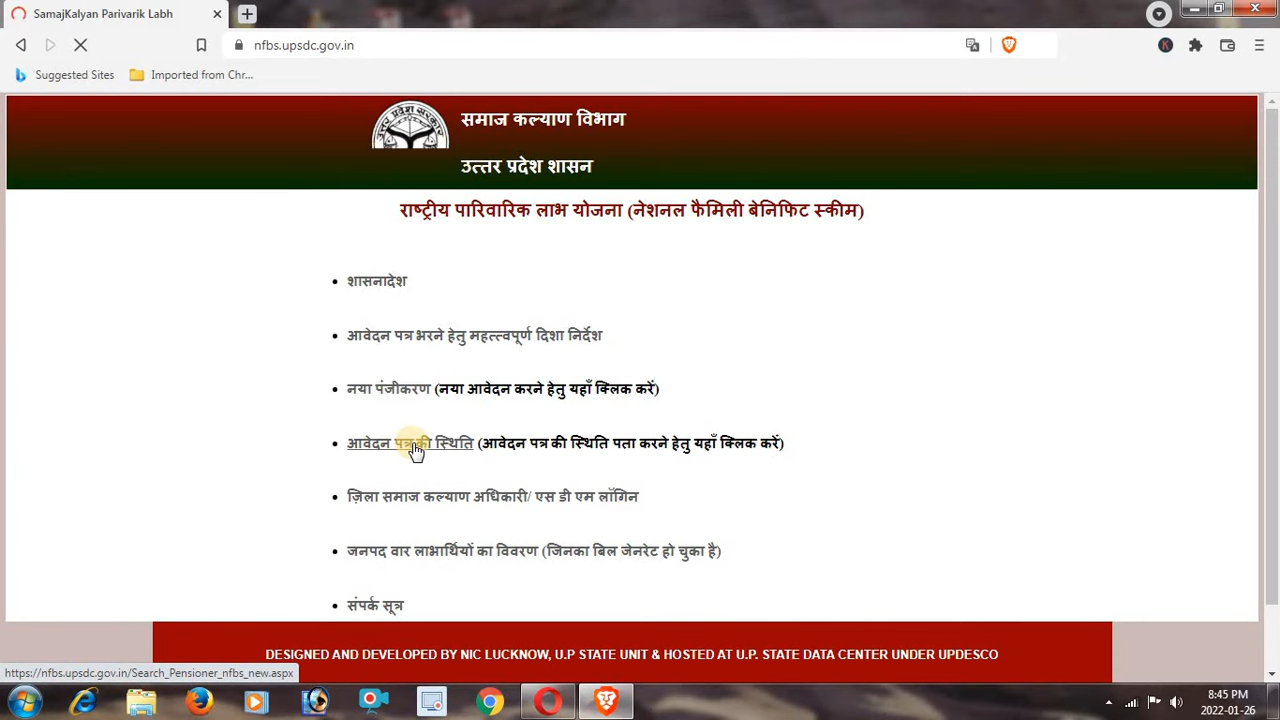 SamajKalyan Parivarik Labh
nfbs.upsdc.gov.in
Suggested Sites
Imported from Chr...
उत्तर प्रदेश सरकार
समाज कल्याण विभाग
उत्तर प्रदेश शासन
राष्ट्रीय पारिवारिक लाभ योजना (नेशनल फैमिली बेनिफिट स्कीम)
शासनादेश
आवेदन पत्र भरने हेतु महत्त्वपूर्ण दिशा निर्देश
नया पंजीकरण (नया आवेदन करने हेतु यहाँ क्लिक करें)
आवेदन पत्र की स्थिति (आवेदन पत्र की स्थिति पता करने हेतु यहाँ क्लिक करें)
ज़िला समाज कल्याण अधिकारी/ एस डी एम लॉगिन
जनपद वार लाभार्थियों का विवरण (जिनका बिल जेनरेट हो चुका है)
संपर्क सूत्र
DESIGNED AND DEVELOPED BY NIC LUCKNOW, U.P STATE UNIT & HOSTED AT U.P. STATE DATA CENTER UNDER UPDESCO
https://nfbs.upsdc.gov.in/Search_Pensioner_nfbs_new.aspx
8:45 PM
2022-01-26